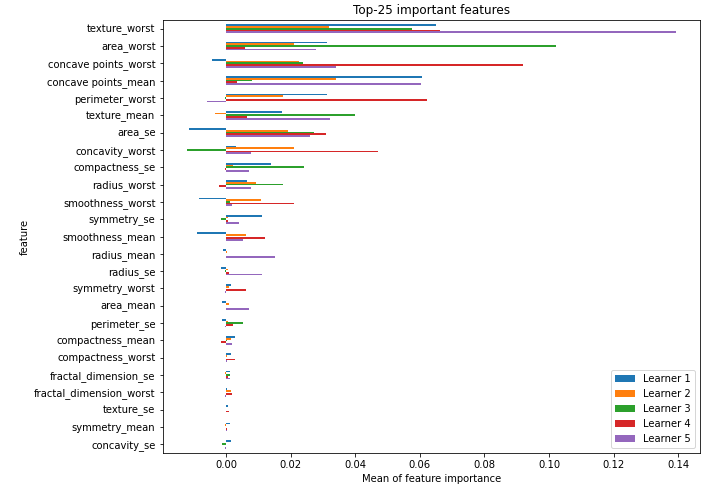 Top-25 important features
texture_worst
area_worst
concave points_worst
concave points_mean
perimeter_worst
texture_mean
area_se
concavity_worst
compactness_se
radius_worst
smoothness_worst
symmetry_se
smoothness_mean
radius_mean
radius_se
symmetry_worst
area_mean
perimeter_se
compactness_mean
compactness_worst
fractal_dimension_se
fractal_dimension_worst
texture_se
symmetry_mean
concavity_se
feature
Learner 1
Learner 2
Learner 3
Learner 4
Learner 5
0.00 0.02 0.04 0.06 0.08 0.10 0.12 0.14
Mean of feature importance